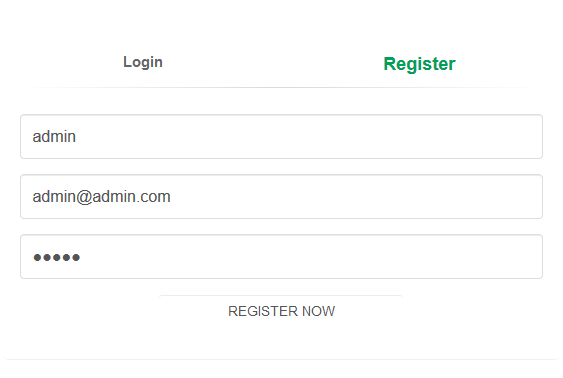 Login Register
admin
admin@admin.com
●●●●●
REGISTER NOW